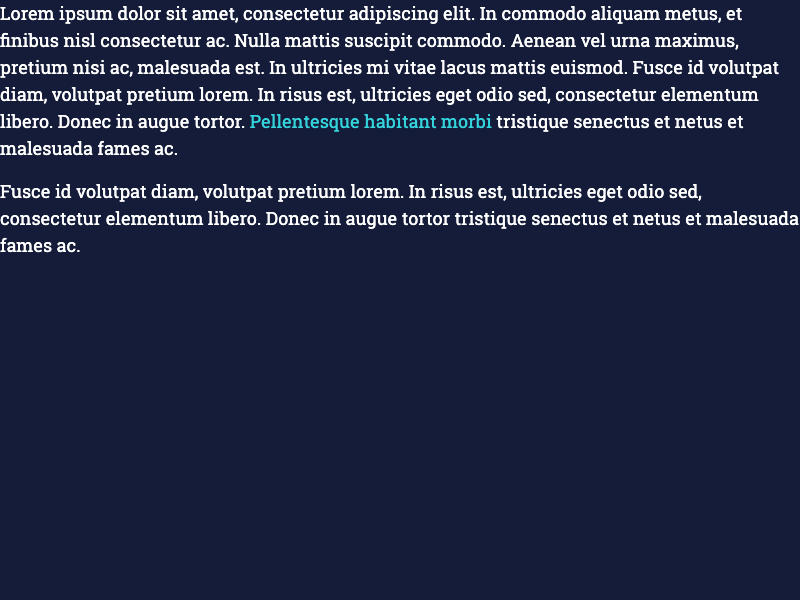 Lorem ipsum dolor sit amet, consectetur adipiscing elit. In commodo aliquam metus, et
finibus nisl consectetur ac. Nulla mattis suscipit commodo. Aenean vel urna maximus,
pretium nisi ac, malesuada est. In ultricies mi vitae lacus mattis euismod. Fusce id volutpat
diam, volutpat pretium lorem. In risus est, ultricies eget odio sed, consectetur elementum
libero. Donec in augue tortor. Pellentesque habitant morbi tristique senectus et netus et
malesuada fames ac.
Fusce id volutpat diam, volutpat pretium lorem. In risus est, ultricies eget odio sed,
consectetur elementum libero. Donec in augue tortor tristique senectus et netus et malesuada
fames ac.